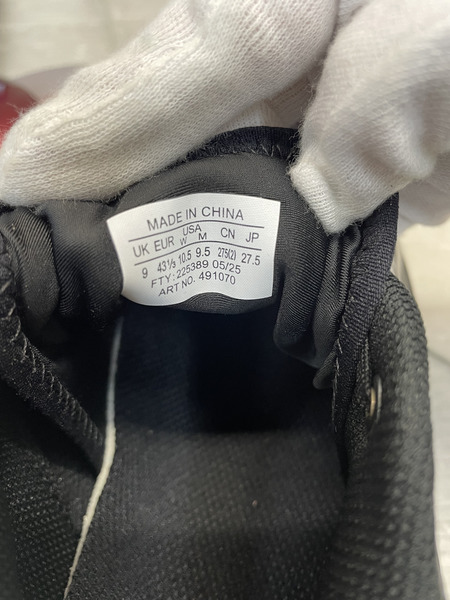 MADE IN CHINA
UK EUR USA CN JP
W M
9 43⅓ 10.5 9.5 275(2) 27.5
FTY: 225389 05/25
ART NO. 491070